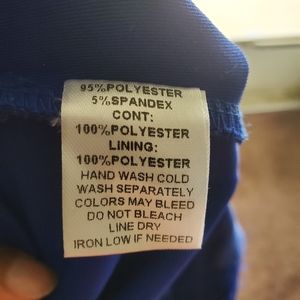 95%POLYESTER
5%SPANDEX
CONT:
100%POLYESTER
LINING:
100%POLYESTER
HAND WASH COLD
WASH SEPARATELY
COLORS MAY BLEED
DO NOT BLEACH
LINE DRY
IRON LOW IF NEEDED